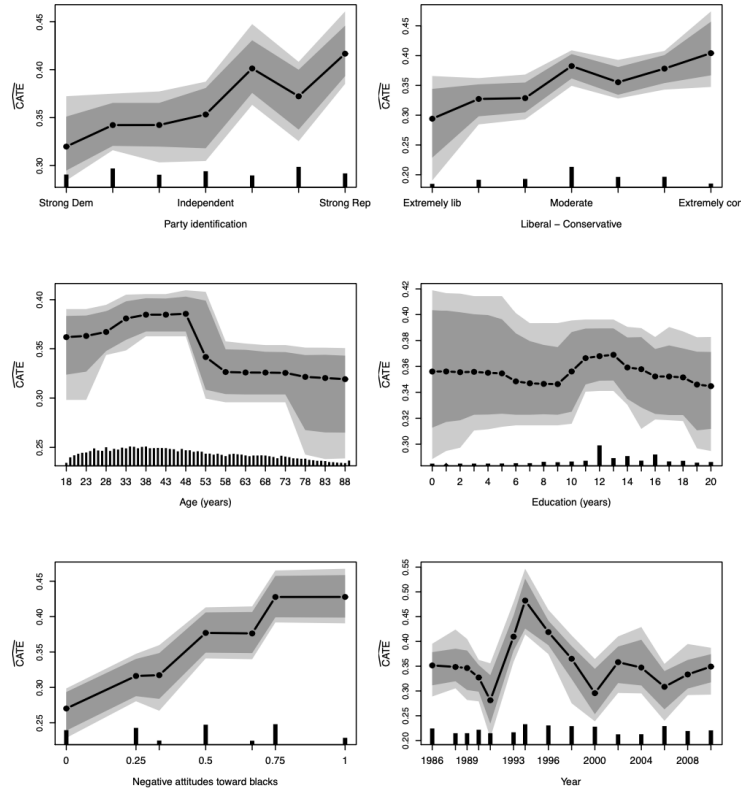 0.45
0.40
0.35
0.30
CATE
Strong Dem Independent Strong Rep
Party identification
0.45
0.40
0.35
0.30
0.25
0.20
CATE
Extremely lib Moderate Extremely cor
Liberal − Conservative
0.40
0.35
0.30
0.25
CATE
18 23 28 33 38 43 48 53 58 63 68 73 78 83 88
Age (years)
0.42
0.40
0.38
0.36
0.34
0.32
0.30
CATE
0 2 4 6 8 10 12 14 16 18 20
Education (years)
0.45
0.40
0.35
0.30
0.25
CATE
0 0.25 0.5 0.75 1
Negative attitudes toward blacks
0.55
0.50
0.45
0.40
0.35
0.30
0.25
0.20
CATE
1986 1989 1993 1996 2000 2004 2008
Year